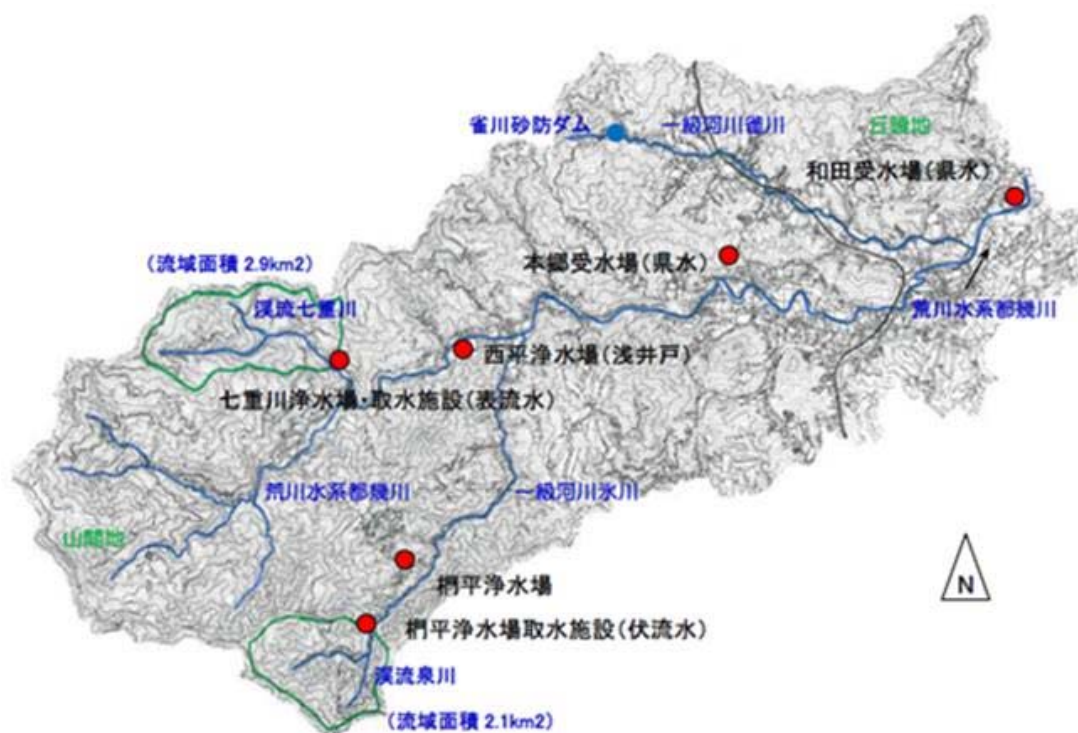 雀川砂防ダム
一級河川雀川
丘陵地
和田受水場(県水)
本郷受水場(県水)
(流域面積 2.9km2)
渓流七重川
荒川水系都幾川
西平浄水場(浅井戸)
七重川浄水場・取水施設(表流水)
荒川水系都幾川
一級河川氷川
山間地
椚平浄水場
N
椚平浄水場取水施設(伏流水)
渓流泉川
(流域面積 2.1km2)